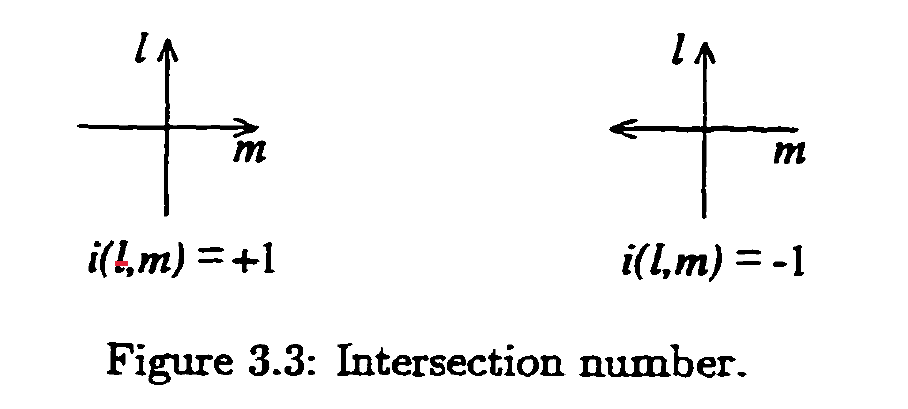 l l
m m
i(l,m) = +1 i(l,m) = -1
Figure 3.3: Intersection number.